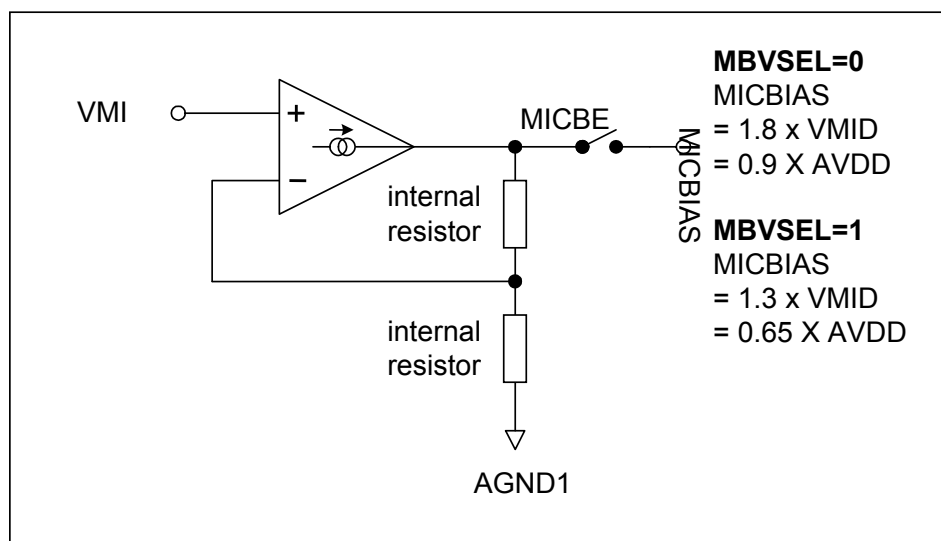 VMI
+
−
MICBE
MICBIAS
internal
resistor
internal
resistor
AGND1
MBVSEL=0
MICBIAS
= 1.8 x VMID
= 0.9 X AVDD
MBVSEL=1
MICBIAS
= 1.3 x VMID
= 0.65 X AVDD